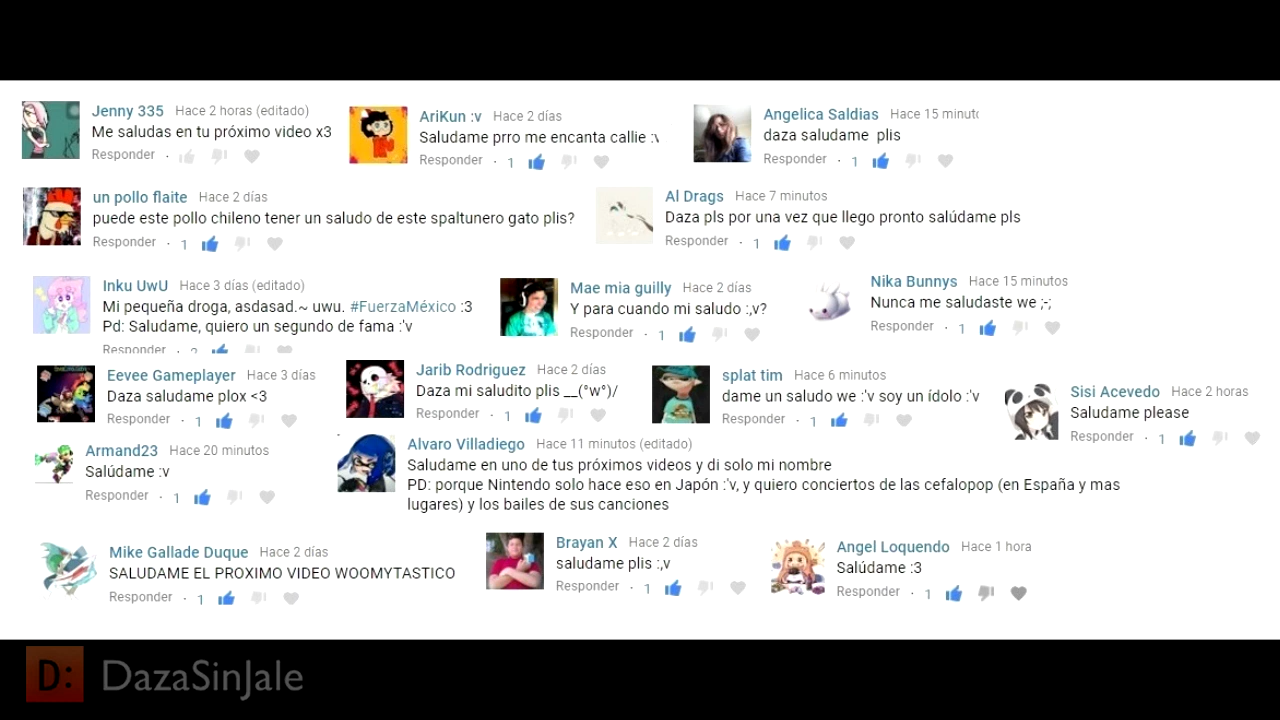 Jenny 335 Hace 2 horas (editado)
Me saludas en tu próximo video x3
Responder ·
AriKun :v Hace 2 días
Saludame prro me encanta callie :v
Responder · 1
Angelica Saldias Hace 15 minutc
daza saludame plis
Responder · 1
un pollo flaite Hace 2 días
puede este pollo chileno tener un saludo de este spaltunero gato plis?
Responder · 1
Al Drags Hace 7 minutos
Daza pls por una vez que llego pronto salúdame pls
Responder · 1
Inku UwU Hace 3 días (editado)
Mi pequeña droga, asdasad.~ uwu. #FuerzaMéxico :3
Pd: Saludame, quiero un segundo de fama :'v
Responder · 2
Mae mia guilly Hace 2 días
Y para cuando mi saludo :,v?
Responder · 1
Nika Bunnys Hace 15 minutos
Nunca me saludaste we ;-;
Responder · 1
Eevee Gameplayer Hace 3 días
Daza saludame plox <3
Responder · 1
Jarib Rodriguez Hace 2 días
Daza mi saludito plis __(°w°)/
Responder · 1
splat tim Hace 6 minutos
dame un saludo we :'v soy un ídolo :'v
Responder · 1
Sisi Acevedo Hace 2 horas
Saludame please
Responder · 1
Armand23 Hace 20 minutos
Salúdame :v
Responder · 1
Alvaro Villadiego Hace 11 minutos (editado)
Saludame en uno de tus próximos videos y di solo mi nombre
PD: porque Nintendo solo hace eso en Japón :'v, y quiero conciertos de las cefalopop (en España y mas
lugares) y los bailes de sus canciones
Mike Gallade Duque Hace 2 días
SALUDAME EL PROXIMO VIDEO WOOMYTASTICO
Responder · 1
Brayan X Hace 2 días
saludame plis :,v
Responder · 1
Angel Loquendo Hace 1 hora
Salúdame :3
Responder · 1
D: DazaSinJale